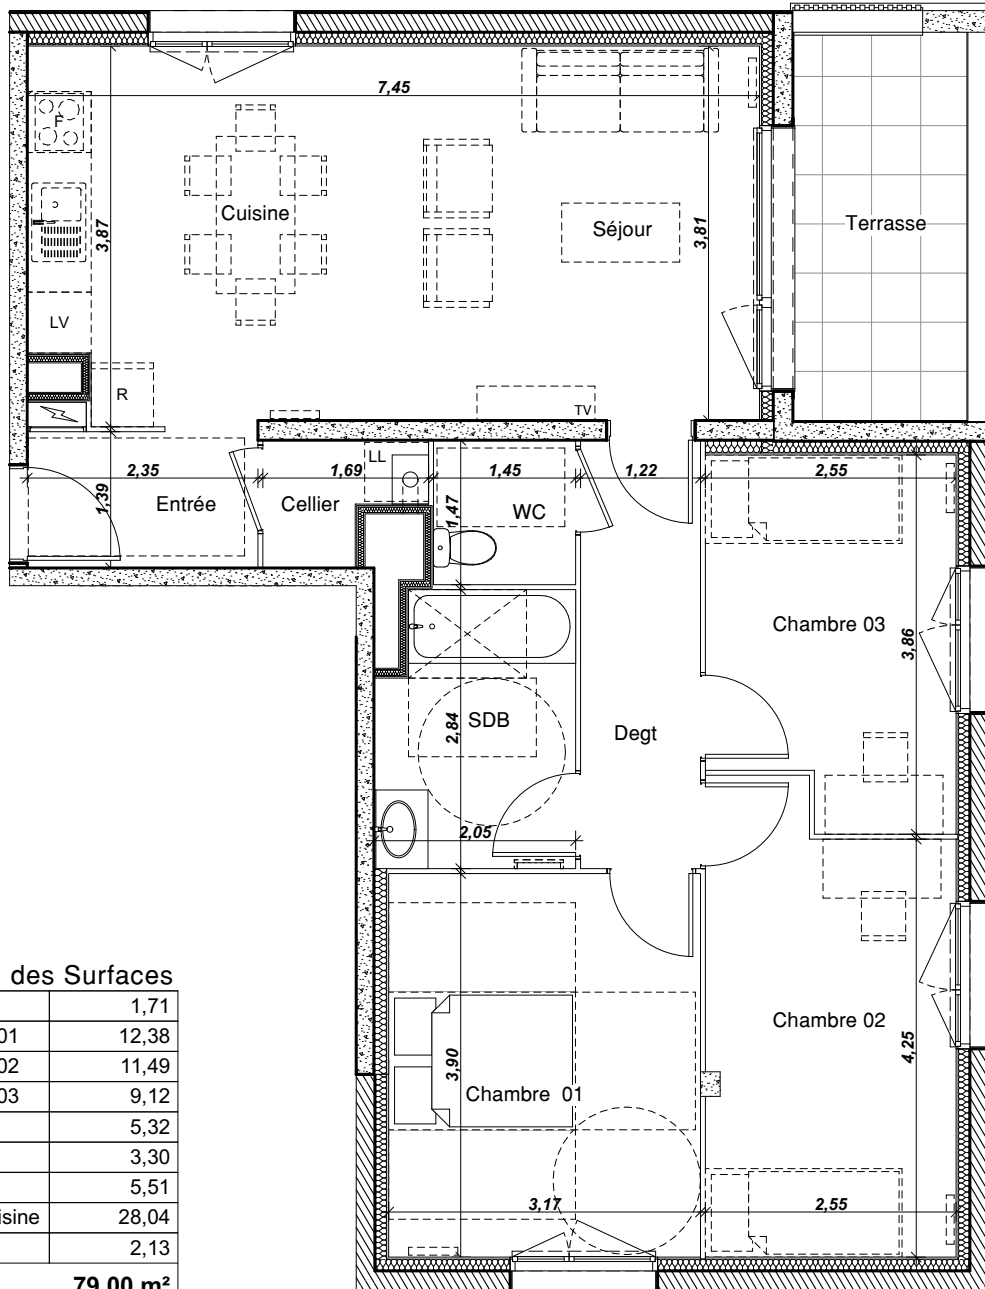 7,45
F
Cuisine
3,87
Séjour
3,81
Terrasse
LV
R
TV
2,35
1,69
LL
1,45
1,22
2,55
1,39
Entrée
Cellier
1,47
WC
Chambre 03
3,86
SDB
2,84
Degt
2,05
Chambre 02
4,25
3,90
Chambre 01
3,17
2,55
des Surfaces
1,71
01 12,38
02 11,49
03 9,12
5,32
3,30
5,51
isine 28,04
2,13
79,00 m²